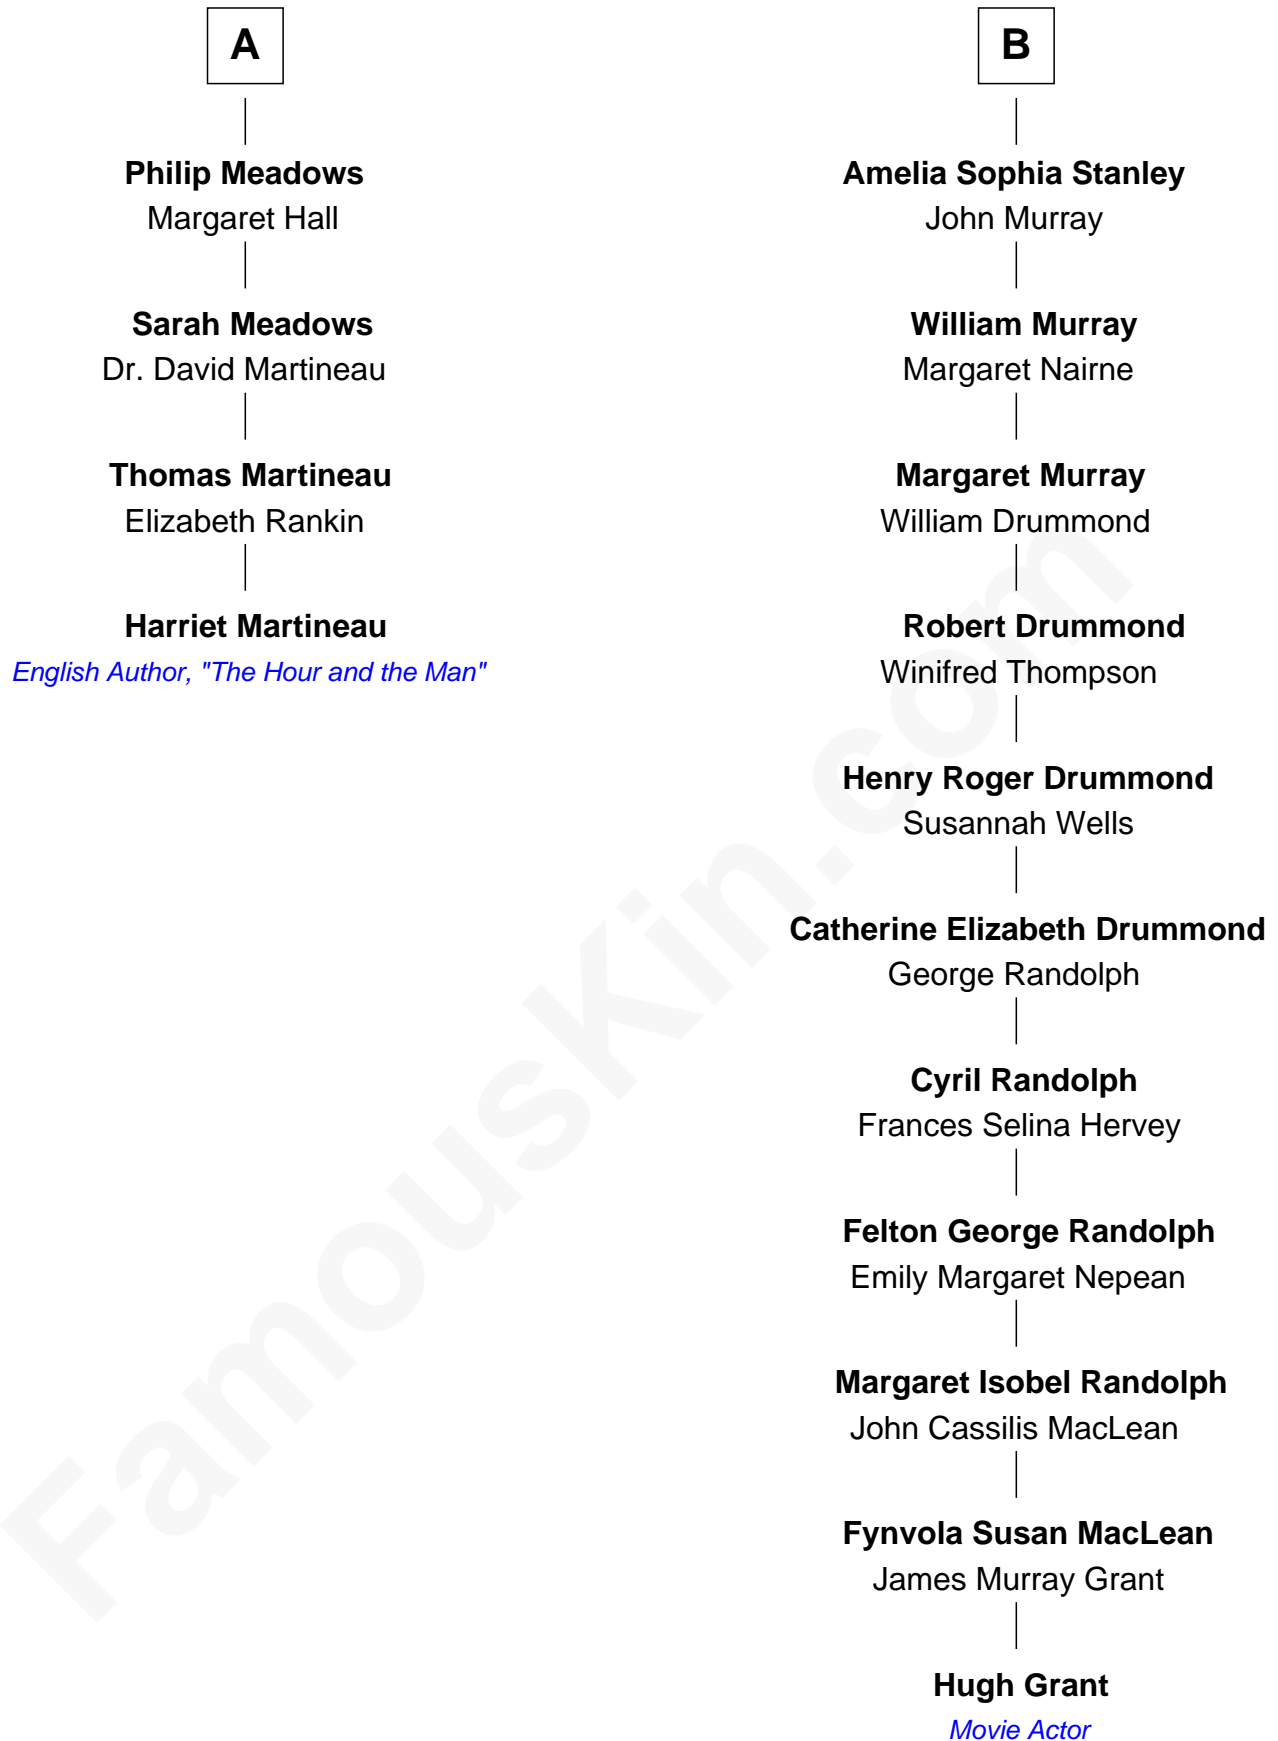 A
Philip Meadows
Margaret Hall
Sarah Meadows
Dr. David Martineau
Thomas Martineau
Elizabeth Rankin
Harriet Martineau
English Author, "The Hour and the Man"
B
Amelia Sophia Stanley
John Murray
William Murray
Margaret Nairne
Margaret Murray
William Drummond
Robert Drummond
Winifred Thompson
Henry Roger Drummond
Susannah Wells
Catherine Elizabeth Drummond
George Randolph
Cyril Randolph
Frances Selina Hervey
Felton George Randolph
Emily Margaret Nepean
Margaret Isobel Randolph
John Cassilis MacLean
Fynvola Susan MacLean
James Murray Grant
Hugh Grant
Movie Actor
FamousKin.com